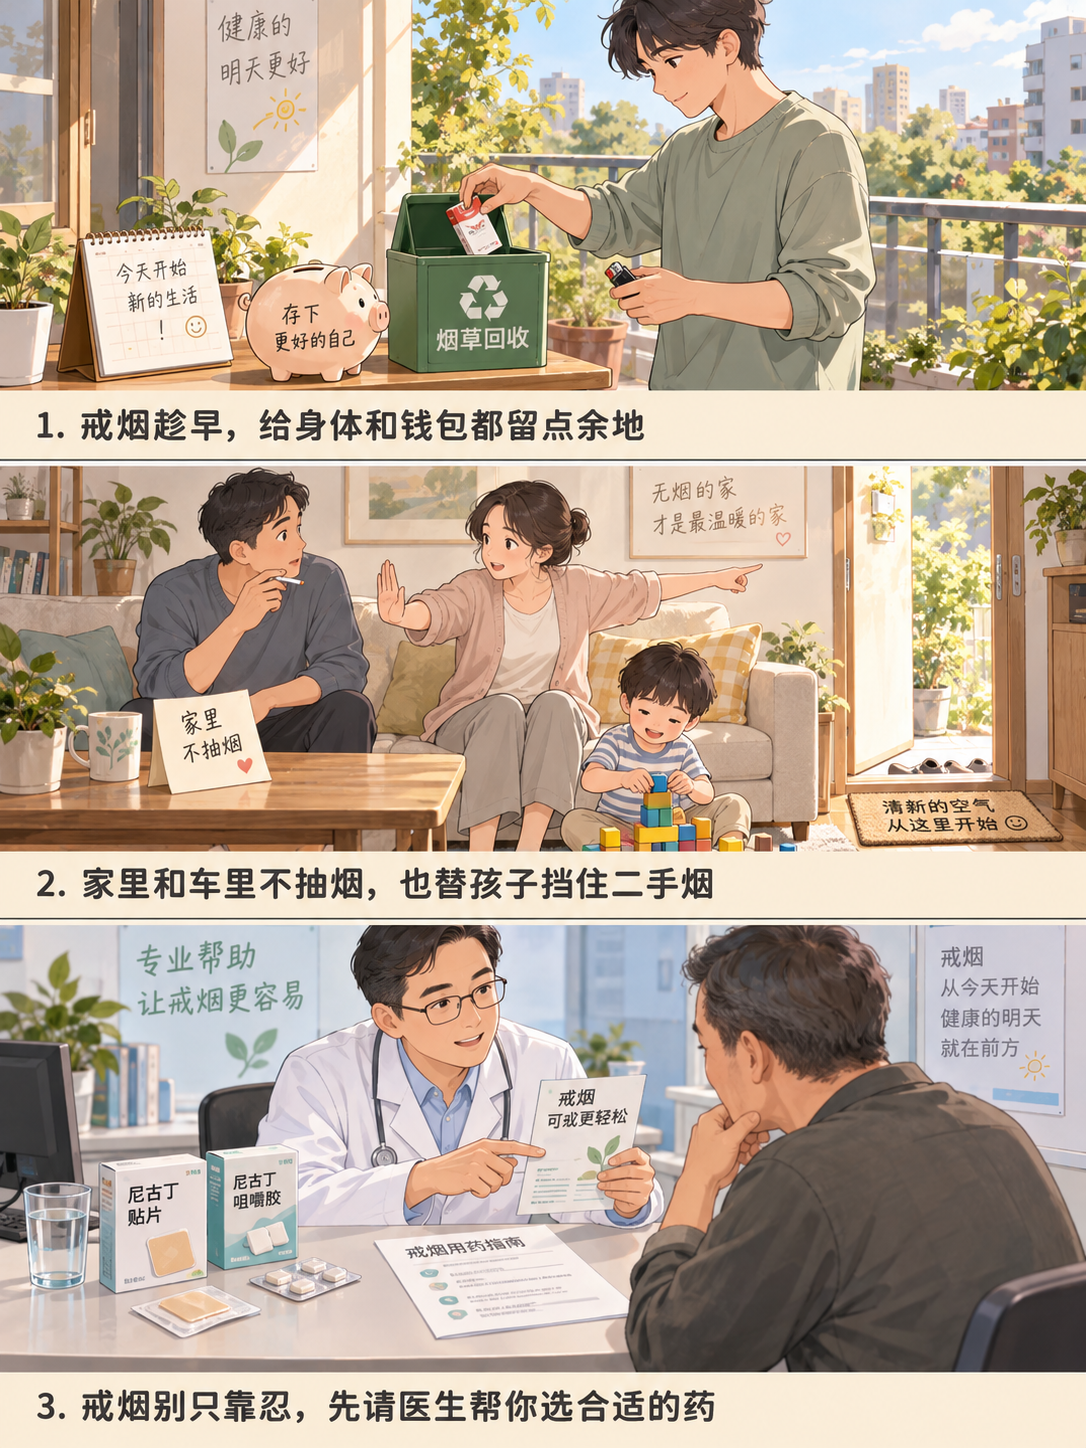 健康的
明天更好
今天开始
新的生活
！
存下
更好的自己
烟草回收
1. 戒烟趁早，给身体和钱包都留点余地
无烟的家
才是最温暖的家
家里
不抽烟
清新的空气
从这里开始
2. 家里和车里不抽烟，也替孩子挡住二手烟
专业帮助
让戒烟更容易
戒烟
从今天开始
健康的明天
就在前方
戒烟
可或更轻松
尼古丁
贴片
尼古丁
咀嚼胶
戒烟用药指南
3. 戒烟别只靠忍，先请医生帮你选合适的药